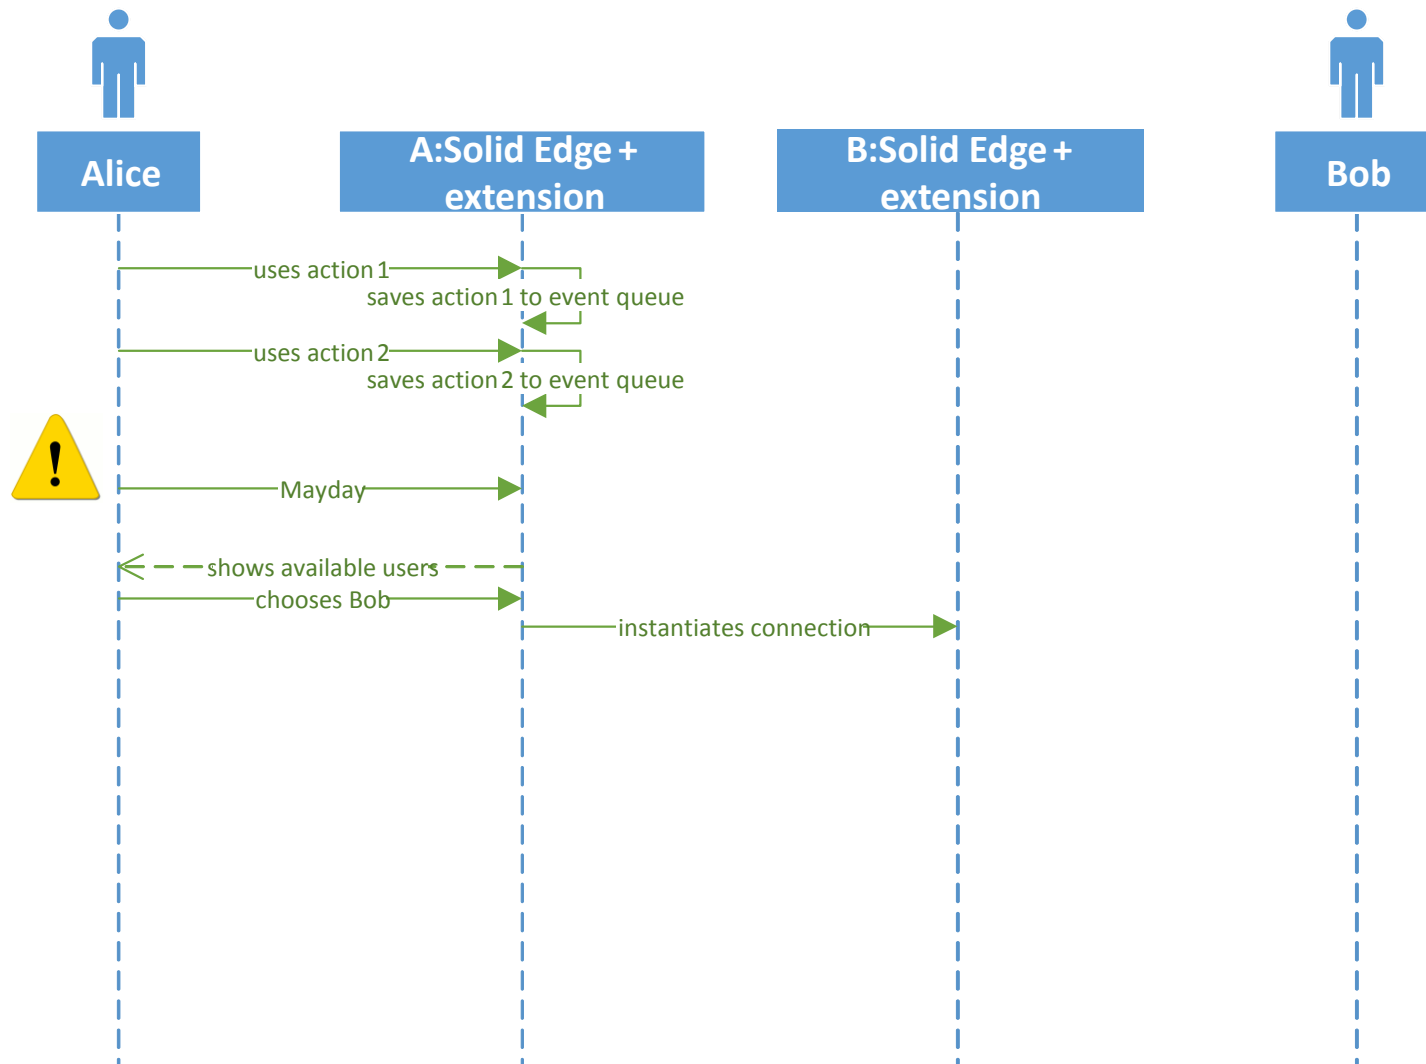 Alice
A:Solid Edge +
extension
B:Solid Edge +
extension
Bob
uses action 1
saves action 1 to event queue
uses action 2
saves action 2 to event queue
!
Mayday
shows available users
chooses Bob
instantiates connection